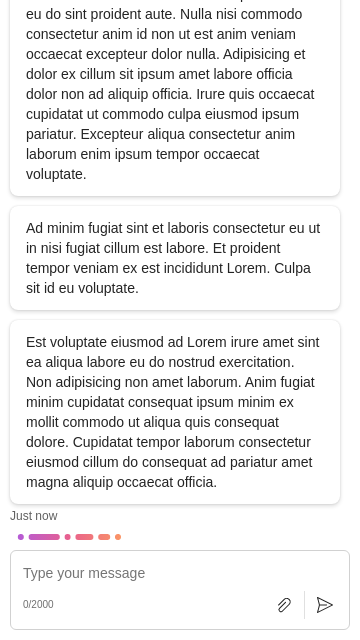 eu do sint proident aute. Nulla nisi commodo
consectetur anim id non ut est anim veniam
occaecat excepteur dolor nulla. Adipisicing et
dolor ex cillum sit ipsum amet labore officia
dolor non ad aliquip officia. Irure quis occaecat
cupidatat ut commodo culpa eiusmod ipsum
pariatur. Excepteur aliqua consectetur anim
laborum enim ipsum tempor occaecat
voluptate.
Ad minim fugiat sint et laboris consectetur eu ut
in nisi fugiat cillum est labore. Et proident
tempor veniam ex est incididunt Lorem. Culpa
sit id eu voluptate.
Est voluptate eiusmod ad Lorem irure amet sint
ea aliqua labore eu do nostrud exercitation.
Non adipisicing non amet laborum. Anim fugiat
minim cupidatat consequat ipsum minim ex
mollit commodo ut aliqua quis consequat
dolore. Cupidatat tempor laborum consectetur
eiusmod cillum do consequat ad pariatur amet
magna aliquip occaecat officia.
Just now
Type your message
0/2000